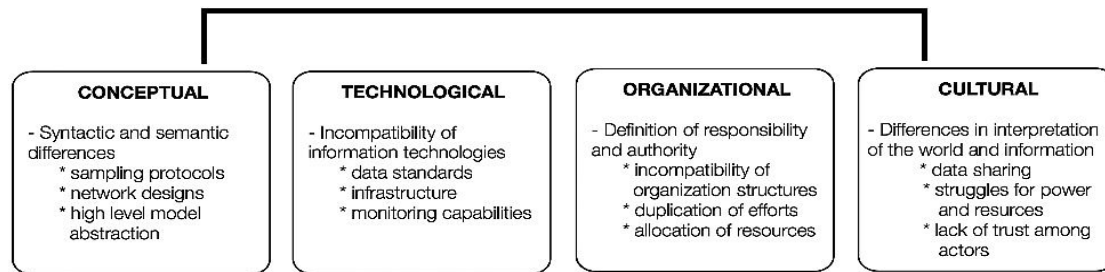 CONCEPTUAL
- Syntactic and semantic
differences
* sampling protocols
* network designs
* high level model
abstraction
TECHNOLOGICAL
- Incompatibility of
information technologies
* data standards
* infrastructure
* monitoring capabilities
ORGANIZATIONAL
- Definition of responsibility
and authority
* incompatibility of
organization structures
* duplication of efforts
* allocation of resources
CULTURAL
- Differences in interpretation
of the world and information
* data sharing
* struggles for power
and resurces
* lack of trust among
actors